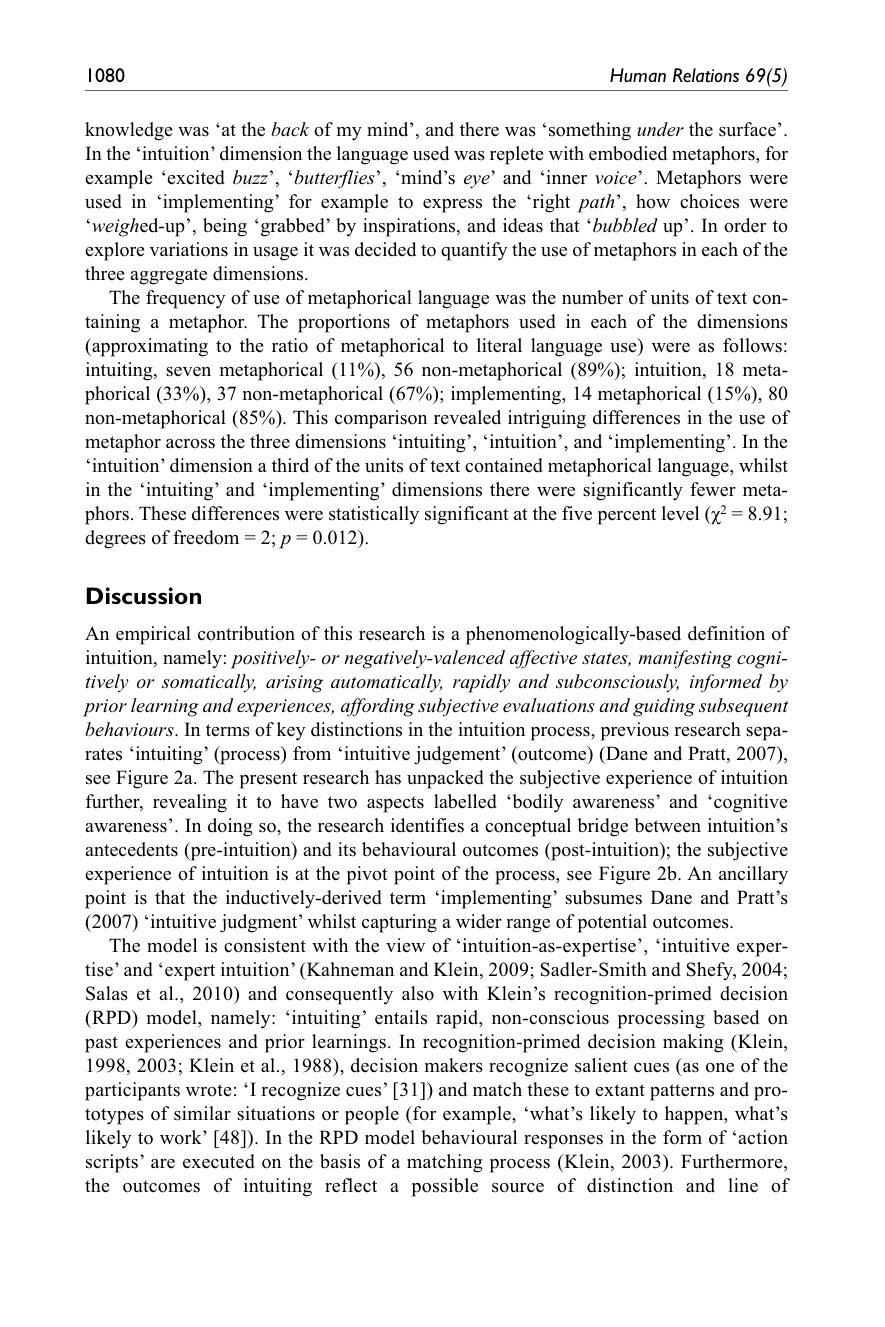 1080 Human Relations 69(5)
knowledge was ‘at the back of my mind’, and there was ‘something under the surface’.
In the ‘intuition’ dimension the language used was replete with embodied metaphors, for
example ‘excited buzz’, ‘butterflies’, ‘mind’s eye’ and ‘inner voice’. Metaphors were
used in ‘implementing’ for example to express the ‘right path’, how choices were
‘weighed-up’, being ‘grabbed’ by inspirations, and ideas that ‘bubbled up’. In order to
explore variations in usage it was decided to quantify the use of metaphors in each of the
three aggregate dimensions.
The frequency of use of metaphorical language was the number of units of text con-
taining a metaphor. The proportions of metaphors used in each of the dimensions
(approximating to the ratio of metaphorical to literal language use) were as follows:
intuiting, seven metaphorical (11%), 56 non-metaphorical (89%); intuition, 18 meta-
phorical (33%), 37 non-metaphorical (67%); implementing, 14 metaphorical (15%), 80
non-metaphorical (85%). This comparison revealed intriguing differences in the use of
metaphor across the three dimensions ‘intuiting’, ‘intuition’, and ‘implementing’. In the
‘intuition’ dimension a third of the units of text contained metaphorical language, whilst
in the ‘intuiting’ and ‘implementing’ dimensions there were significantly fewer meta-
phors. These differences were statistically significant at the five percent level (χ² = 8.91;
degrees of freedom = 2; p = 0.012).
Discussion
An empirical contribution of this research is a phenomenologically-based definition of
intuition, namely: positively- or negatively-valenced affective states, manifesting cogni-
tively or somatically, arising automatically, rapidly and subconsciously, informed by
prior learning and experiences, affording subjective evaluations and guiding subsequent
behaviours. In terms of key distinctions in the intuition process, previous research sepa-
rates ‘intuiting’ (process) from ‘intuitive judgement’ (outcome) (Dane and Pratt, 2007),
see Figure 2a. The present research has unpacked the subjective experience of intuition
further, revealing it to have two aspects labelled ‘bodily awareness’ and ‘cognitive
awareness’. In doing so, the research identifies a conceptual bridge between intuition’s
antecedents (pre-intuition) and its behavioural outcomes (post-intuition); the subjective
experience of intuition is at the pivot point of the process, see Figure 2b. An ancillary
point is that the inductively-derived term ‘implementing’ subsumes Dane and Pratt’s
(2007) ‘intuitive judgment’ whilst capturing a wider range of potential outcomes.
The model is consistent with the view of ‘intuition-as-expertise’, ‘intuitive exper-
tise’ and ‘expert intuition’ (Kahneman and Klein, 2009; Sadler-Smith and Shefy, 2004;
Salas et al., 2010) and consequently also with Klein’s recognition-primed decision
(RPD) model, namely: ‘intuiting’ entails rapid, non-conscious processing based on
past experiences and prior learnings. In recognition-primed decision making (Klein,
1998, 2003; Klein et al., 1988), decision makers recognize salient cues (as one of the
participants wrote: ‘I recognize cues’ [31]) and match these to extant patterns and pro-
totypes of similar situations or people (for example, ‘what’s likely to happen, what’s
likely to work’ [48]). In the RPD model behavioural responses in the form of ‘action
scripts’ are executed on the basis of a matching process (Klein, 2003). Furthermore,
the outcomes of intuiting reflect a possible source of distinction and line of